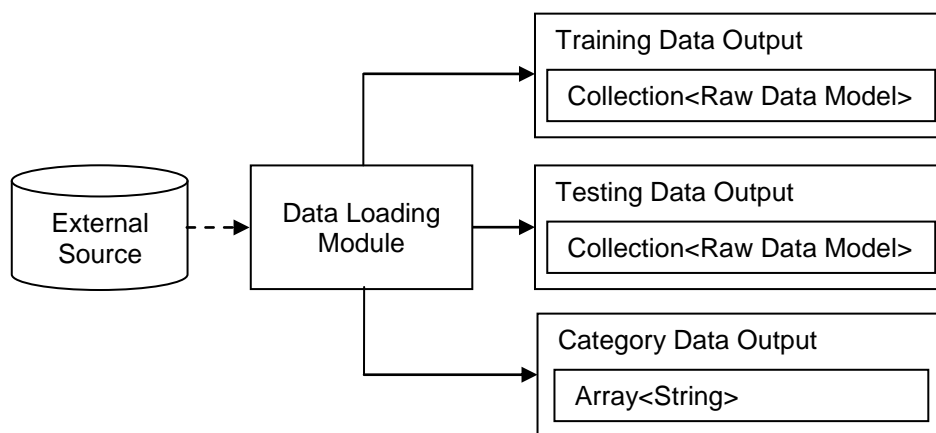 External
Source
Data Loading
Module
Training Data Output
Collection<Raw Data Model>
Testing Data Output
Collection<Raw Data Model>
Category Data Output
Array<String>